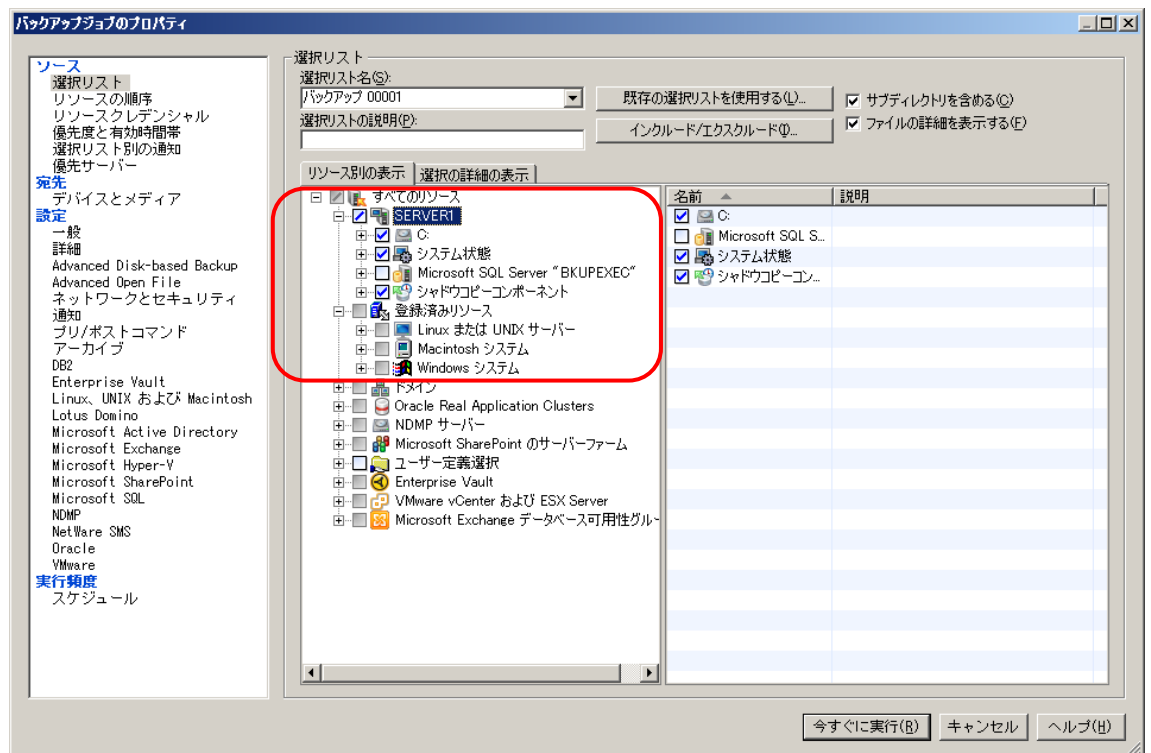 バックアップジョブのプロパティ
ソース
選択リスト
リソースの順序
リソースクレデンシャル
優先度と有効時間帯
選択リスト別の通知
優先サーバー
宛先
デバイスとメディア
設定
一般
詳細
Advanced Disk-based Backup
Advanced Open File
ネットワークとセキュリティ
通知
プリ/ポストコマンド
アーカイブ
DB2
Enterprise Vault
Linux、UNIX および Macintosh
Lotus Domino
Microsoft Active Directory
Microsoft Exchange
Microsoft Hyper-V
Microsoft SharePoint
Microsoft SQL
NDMP
NetWare SMS
Oracle
VMware
実行頻度
スケジュール
選択リスト
選択リスト名(S):
バックアップ 00001
既存の選択リストを使用する(L)...
サブディレクトリを含める(C)
選択リストの説明(P):
インクルード/エクスクルード(I)...
ファイルの詳細を表示する(F)
リソース別の表示
選択の詳細の表示
すべてのリソース
SERVER1
C:
システム状態
Microsoft SQL Server "BKUPEXEC"
シャドウコピーコンポーネント
登録済みリソース
Linux または UNIX サーバー
Macintosh システム
Windows システム
ドメイン
Oracle Real Application Clusters
NDMP サーバー
Microsoft SharePoint のサーバーファーム
ユーザー定義選択
Enterprise Vault
VMware vCenter および ESX Server
Microsoft Exchange データベース可用性グルー
名前
説明
C:
Microsoft SQL S...
システム状態
シャドウコピーコン...
今すぐに実行(R)
キャンセル
ヘルプ(H)